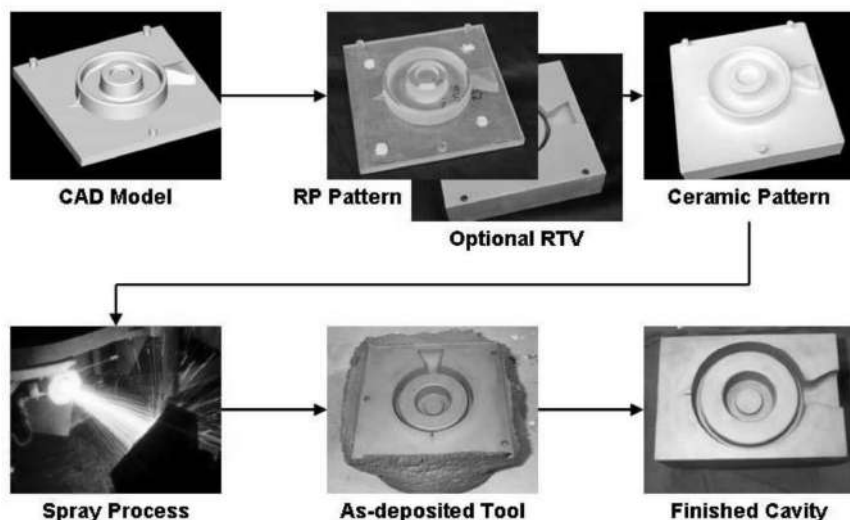 CAD Model
RP Pattern
Optional RTV
Ceramic Pattern
Spray Process
As-deposited Tool
Finished Cavity